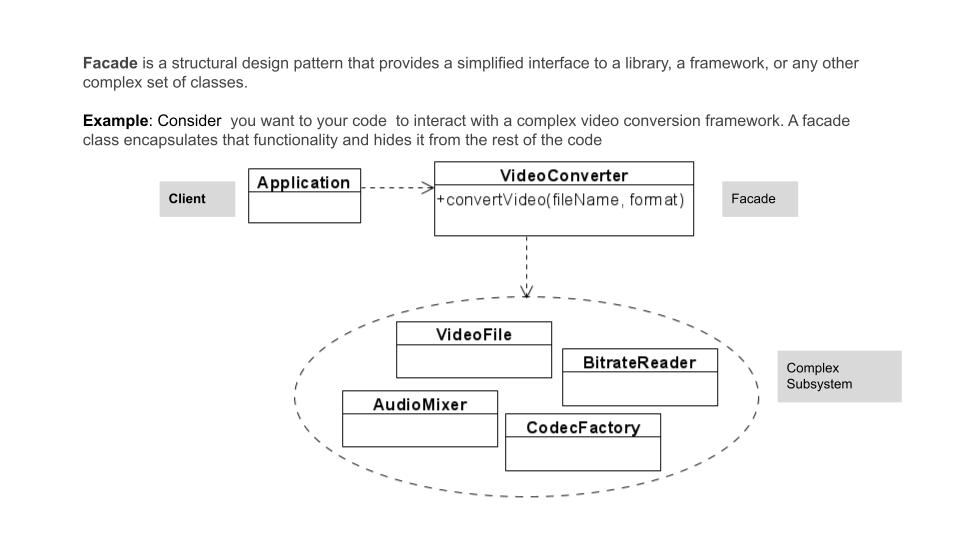 Facade is a structural design pattern that provides a simplified interface to a library, a framework, or any other
complex set of classes.
Example: Consider  you want to your code  to interact with a complex video conversion framework. A facade
class encapsulates that functionality and hides it from the rest of the code
Client
Application
VideoConverter
+convertVideo(fileName, format)
Facade
VideoFile
BitrateReader
Complex
Subsystem
AudioMixer
CodecFactory